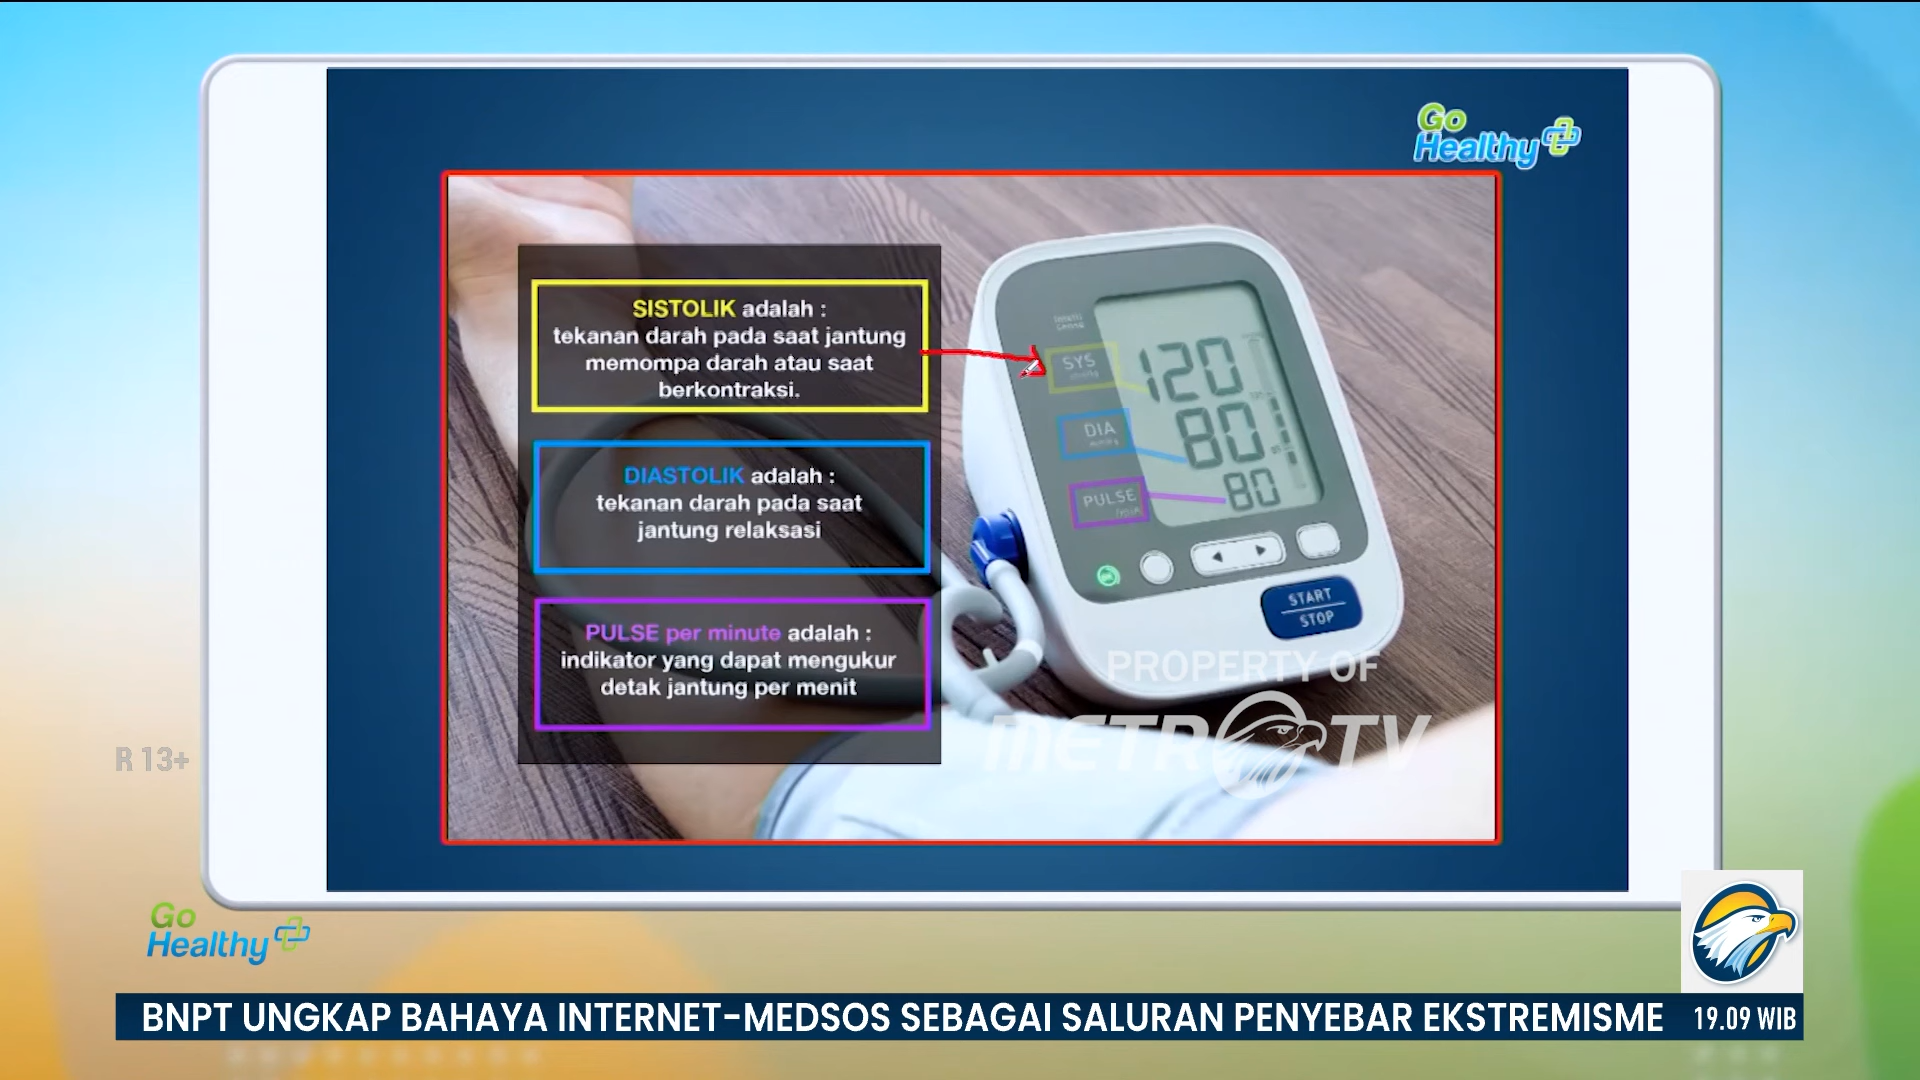 Go
Healthy
SISTOLIK adalah :
tekanan darah pada saat jantung
memompa darah atau saat
berkontraksi.
DIASTOLIK adalah :
tekanan darah pada saat
jantung relaksasi
PULSE per minute adalah :
indikator yang dapat mengukur
detak jantung per menit
SYS
120
DIA
80
PULSE
80
START
STOP
PROPERTY OF
METRO TV
R 13+
Go
Healthy
BNPT UNGKAP BAHAYA INTERNET-MEDSOS SEBAGAI SALURAN PENYEBAR EKSTREMISME
19.09 WIB